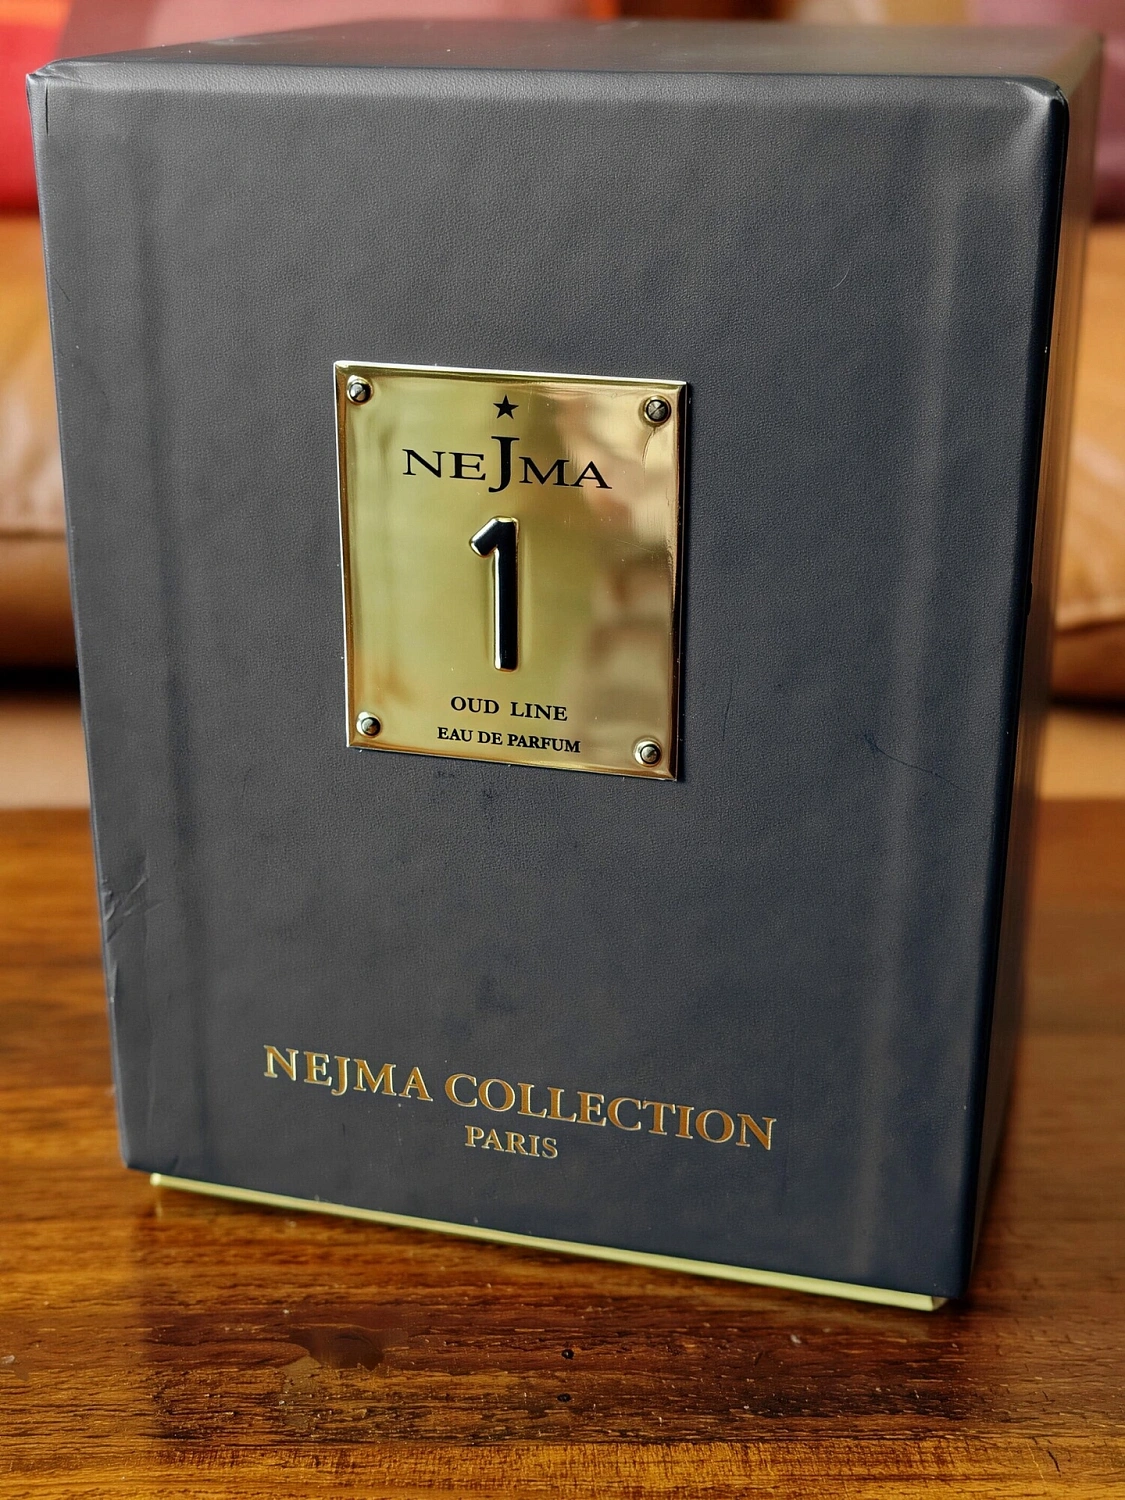 NEJMA
1
OUD LINE
EAU DE PARFUM
NEJMA COLLECTION
PARIS